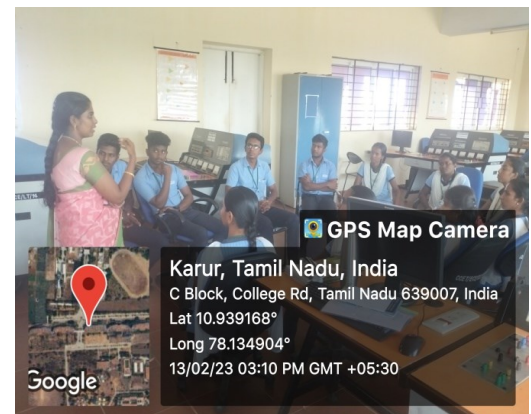 GPS Map Camera
Karur, Tamil Nadu, India
C Block, College Rd, Tamil Nadu 639007, India
Lat 10.939168°
Long 78.134904°
13/02/23 03:10 PM GMT +05:30
Google